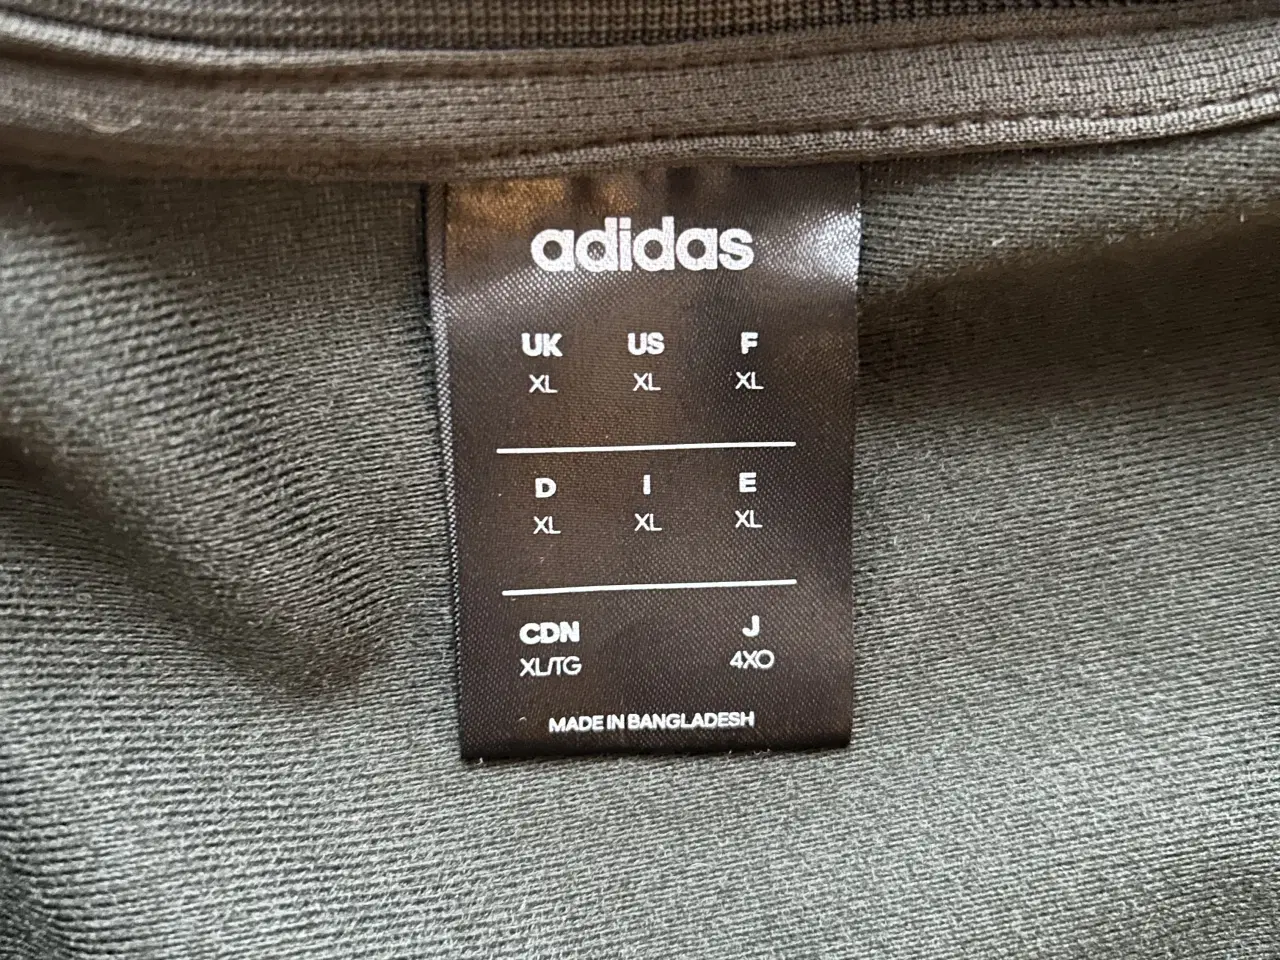 adidas
UK US F
XL XL XL
D I E
XL XL XL
CDN J
XL/TG 4XO
MADE IN BANGLADESH